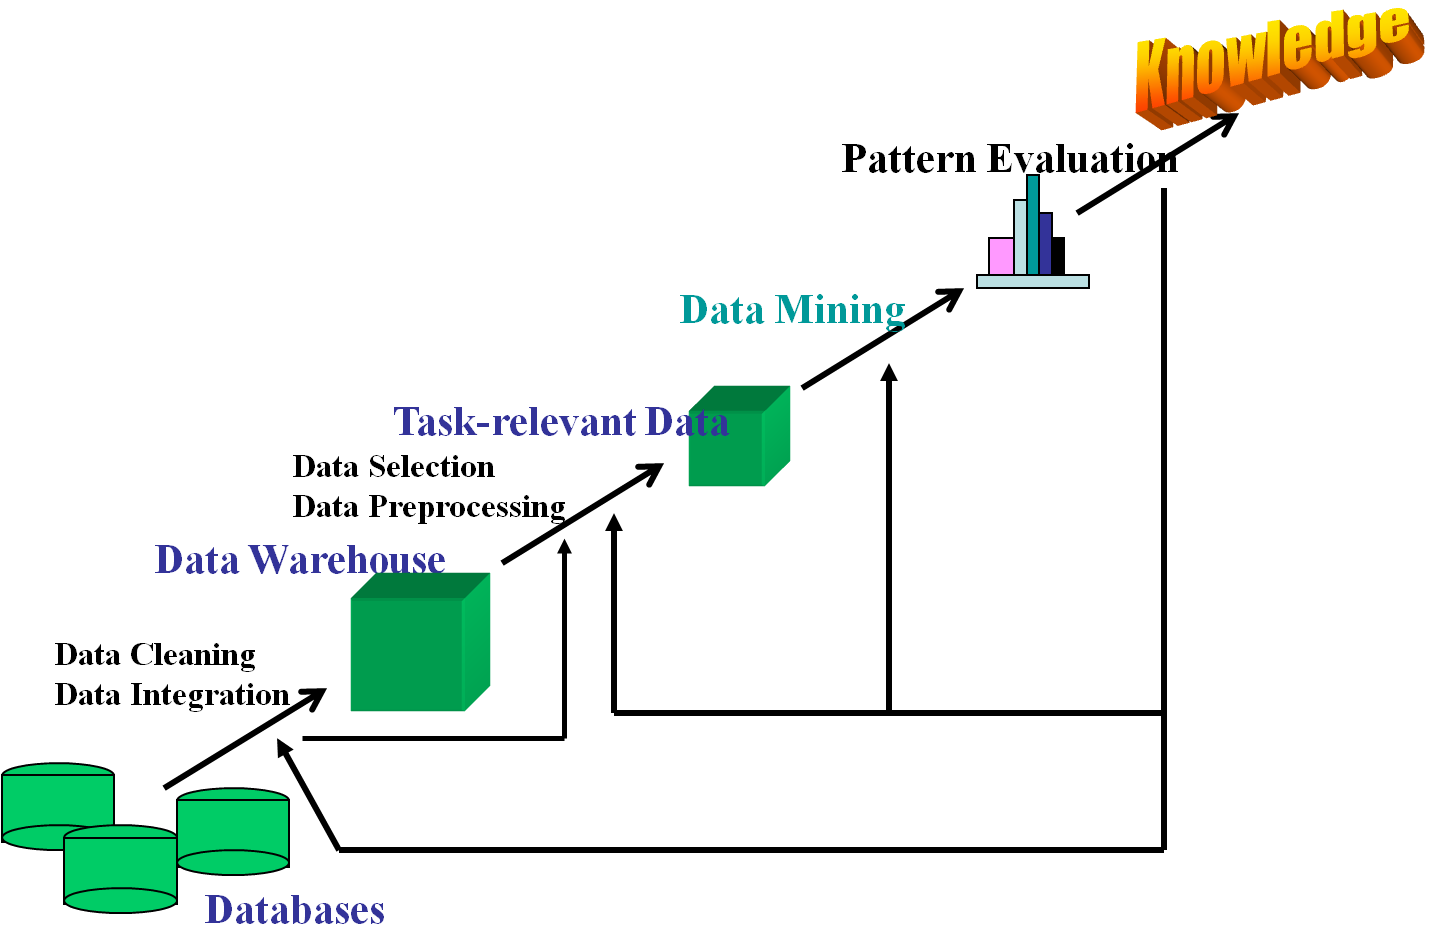 Knowledge
Pattern Evaluation
Data Mining
Task-relevant Data
Data Selection
Data Preprocessing
Data Warehouse
Data Cleaning
Data Integration
Databases